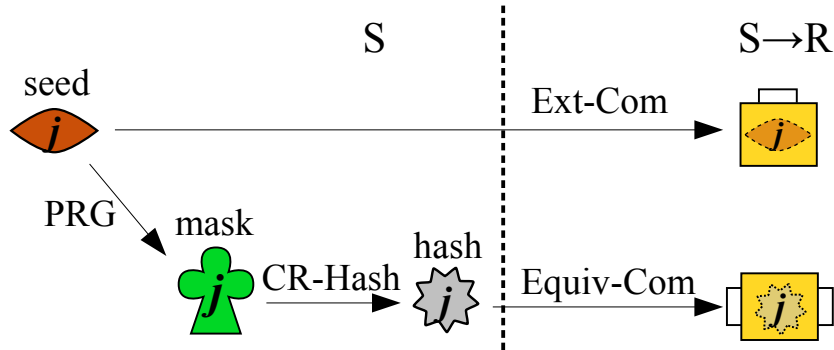 S
S→R
seed
Ext-Com
j
j
PRG
mask
hash
CR-Hash
Equiv-Com
j
j
j